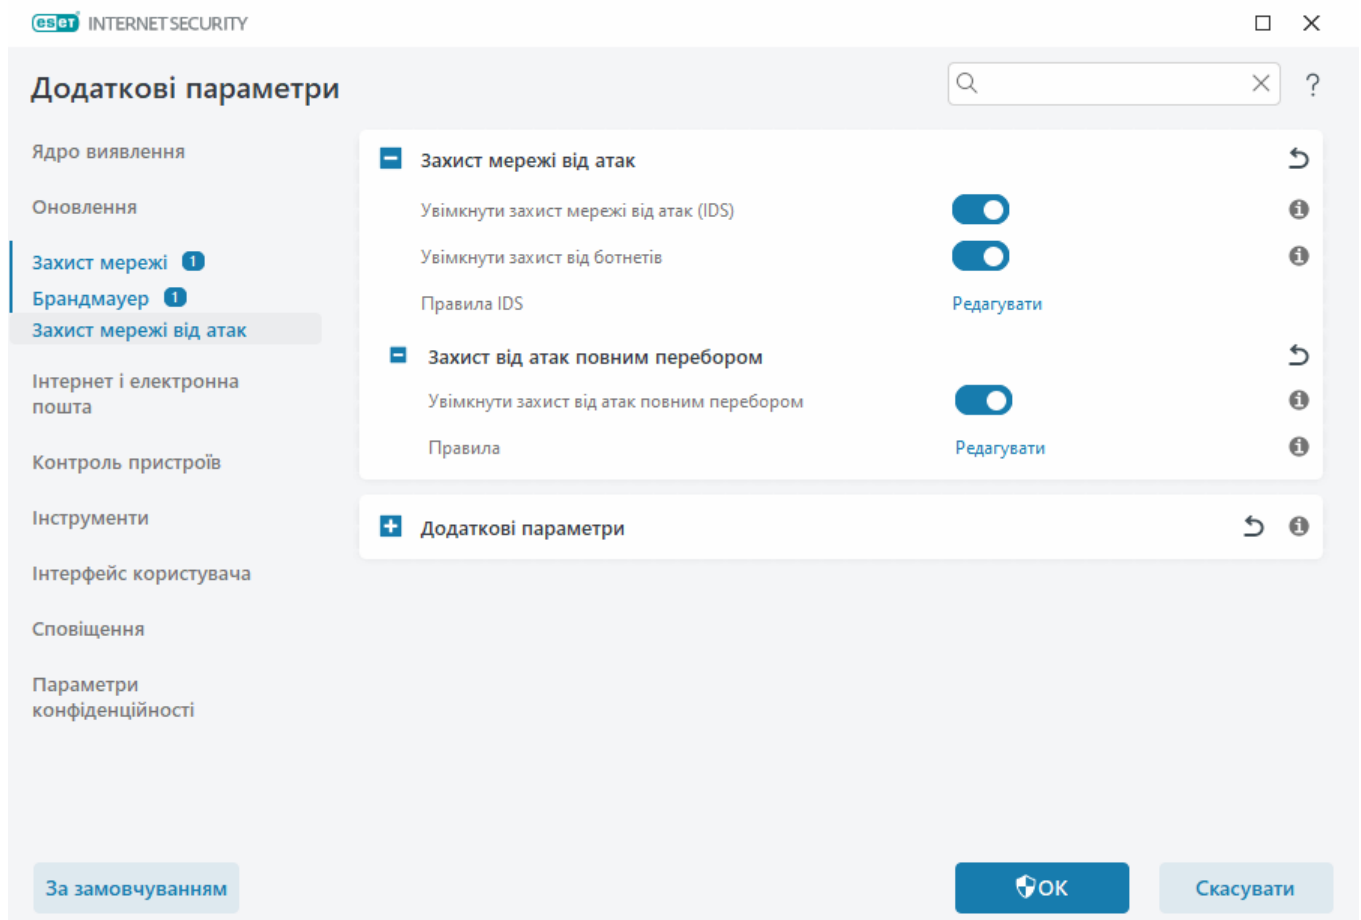 eset INTERNET SECURITY
Додаткові параметри
?
Ядро виявлення
Оновлення
Захист мережі 1
Брандмауер 1
Захист мережі від атак
Інтернет і електронна
пошта
Контроль пристроїв
Інструменти
Інтерфейс користувача
Сповіщення
Параметри
конфіденційності
Захист мережі від атак
Увімкнути захист мережі від атак (IDS)
Увімкнути захист від ботнетів
Правила IDS Редагувати
Захист від атак повним перебором
Увімкнути захист від атак повним перебором
Правила Редагувати
Додаткові параметри
За замовчуванням
ОК
Скасувати